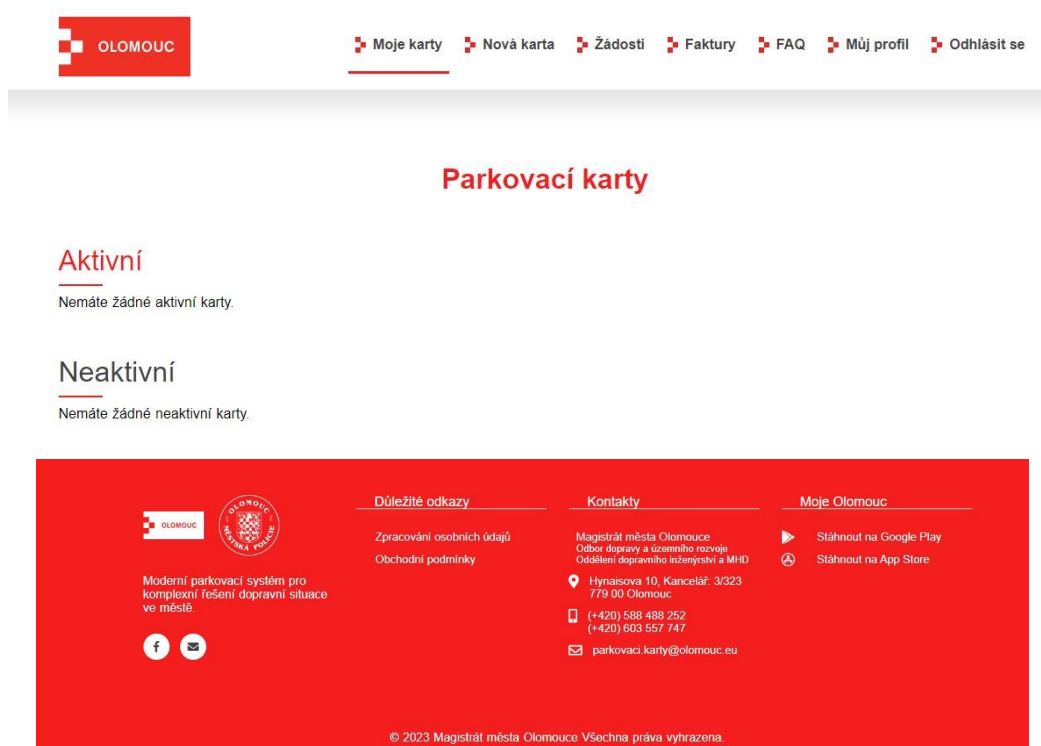 OLOMOUC
Moje karty Nová karta Žádosti Faktury FAQ Můj profil Odhlásit se
Parkovací karty
Aktivní
Nemáte žádné aktivní karty.
Neaktivní
Nemáte žádné neaktivní karty.
OLOMOUC
OLOMOUC
MĚSTSKÁ POLICIE
Moderní parkovací systém pro
komplexní řešení dopravní situace
ve městě.
Důležité odkazy
Zpracování osobních údajů
Obchodní podmínky
Kontakty
Magistrát města Olomouce
Odbor dopravy a územního rozvoje
Oddělení dopravního inženýrství a MHD
Hynaisova 10, Kancelář: 3/323
779 00 Olomouc
(+420) 588 488 252
(+420) 603 557 747
parkovaci.karty@olomouc.eu
Moje Olomouc
Stáhnout na Google Play
Stáhnout na App Store
© 2023 Magistrát města Olomouce Všechna práva vyhrazena.